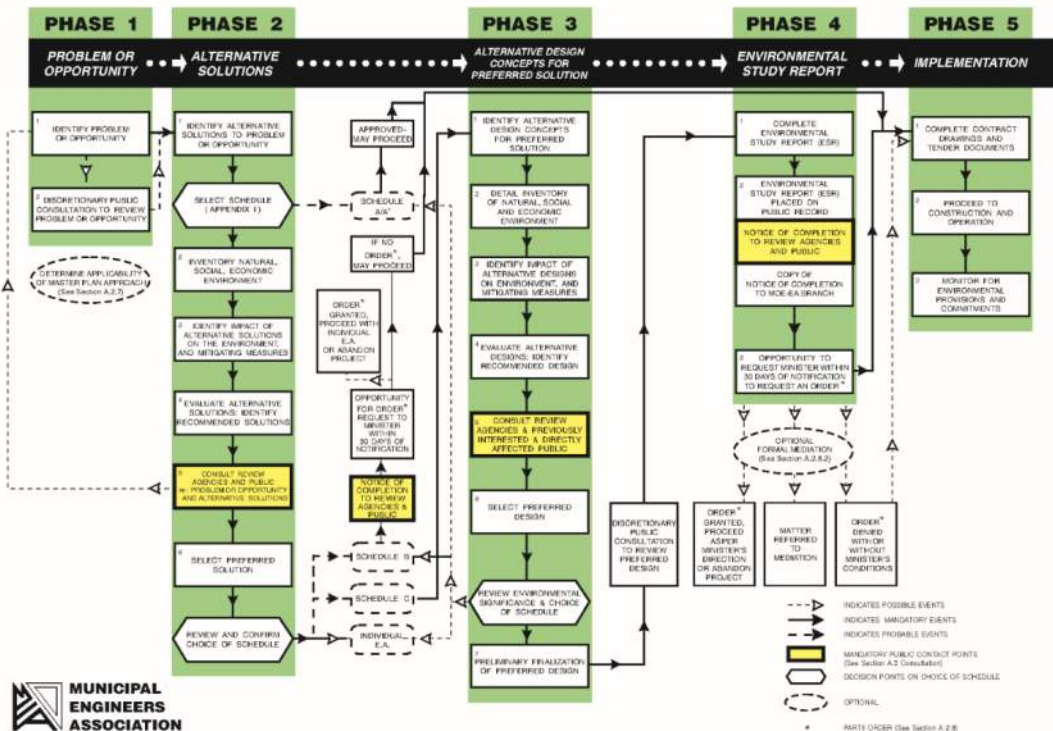 PHASE 1
PHASE 2
PHASE 3
PHASE 4
PHASE 5
PROBLEM OR
OPPORTUNITY
ALTERNATIVE
SOLUTIONS
ALTERNATIVE DESIGN
CONCEPTS FOR
PREFERRED SOLUTION
ENVIRONMENTAL
STUDY REPORT
IMPLEMENTATION
1
IDENTIFY PROBLEM
OR OPPORTUNITY
2
DISCRETIONARY PUBLIC
CONSULTATION TO REVIEW
PROBLEM OR OPPORTUNITY
DETERMINE APPLICABILITY
OF MASTER PLAN APPROACH
(See Section A.2.7)
1
IDENTIFY ALTERNATIVE
SOLUTIONS TO PROBLEM
OR OPPORTUNITY
SELECT SCHEDULE
(APPENDIX I)
2
INVENTORY NATURAL,
SOCIAL, ECONOMIC
ENVIRONMENT
3
IDENTIFY IMPACT OF
ALTERNATIVE SOLUTIONS
ON THE ENVIRONMENT,
AND MITIGATING MEASURES
4
EVALUATE ALTERNATIVE
SOLUTIONS: IDENTIFY
RECOMMENDED SOLUTIONS
5
CONSULT REVIEW
AGENCIES AND PUBLIC
re: PROBLEM OR OPPORTUNITY
AND ALTERNATIVE SOLUTIONS
6
SELECT PREFERRED
SOLUTION
REVIEW AND CONFIRM
CHOICE OF SCHEDULE
APPROVED-
MAY PROCEED
SCHEDULE
A/A+
IF NO
ORDER*,
MAY PROCEED
ORDER*
GRANTED,
PROCEED WITH
INDIVIDUAL
E.A.
OR ABANDON
PROJECT
OPPORTUNITY
FOR ORDER*
REQUEST TO
MINISTER
WITHIN
30 DAYS OF
NOTIFICATION
NOTICE OF
COMPLETION
TO REVIEW
AGENCIES &
PUBLIC
SCHEDULE B
SCHEDULE C
INDIVIDUAL
E.A.
1
IDENTIFY ALTERNATIVE
DESIGN CONCEPTS
FOR PREFERRED
SOLUTION
2
DETAIL INVENTORY
OF NATURAL, SOCIAL
AND ECONOMIC
ENVIRONMENT
3
IDENTIFY IMPACT OF
ALTERNATIVE DESIGNS
ON ENVIRONMENT, AND
MITIGATING MEASURES
4
EVALUATE ALTERNATIVE
DESIGNS: IDENTIFY
RECOMMENDED DESIGN
5
CONSULT REVIEW
AGENCIES & PREVIOUSLY
INTERESTED & DIRECTLY
AFFECTED PUBLIC
6
SELECT PREFERRED
DESIGN
REVIEW ENVIRONMENTAL
SIGNIFICANCE & CHOICE
OF SCHEDULE
7
PRELIMINARY FINALIZATION
OF PREFERRED DESIGN
DISCRETIONARY
PUBLIC
CONSULTATION
TO REVIEW
PREFERRED
DESIGN
1
COMPLETE
ENVIRONMENTAL
STUDY REPORT (ESR)
2
ENVIRONMENTAL
STUDY REPORT (ESR)
PLACED ON
PUBLIC RECORD
NOTICE OF COMPLETION
TO REVIEW AGENCIES
AND PUBLIC
COPY OF
NOTICE OF COMPLETION
TO MOE-EA BRANCH
OPPORTUNITY TO
REQUEST MINISTER WITHIN
30 DAYS OF NOTIFICATION
TO REQUEST AN ORDER*
OPTIONAL
FORMAL MEDIATION
(See Section A.2.8.2)
ORDER*
GRANTED,
PROCEED
AS PER
MINISTER'S
DIRECTION
OR ABANDON
PROJECT
MATTER
REFERRED
TO
MEDIATION
ORDER*
DENIED
WITH OR
WITHOUT
MINISTER'S
CONDITIONS
1
COMPLETE CONTRACT
DRAWINGS AND
TENDER DOCUMENTS
2
PROCEED TO
CONSTRUCTION AND
OPERATION
3
MONITOR FOR
ENVIRONMENTAL
PROVISIONS AND
COMMITMENTS
INDICATES POSSIBLE EVENTS
INDICATES MANDATORY EVENTS
INDICATES PROBABLE EVENTS
MANDATORY PUBLIC CONTACT POINTS
(See Section A.3 Consultation)
DECISION POINTS ON CHOICE OF SCHEDULE
OPTIONAL
* PART II ORDER (See Section A.2.8)
MUNICIPAL
ENGINEERS
ASSOCIATION